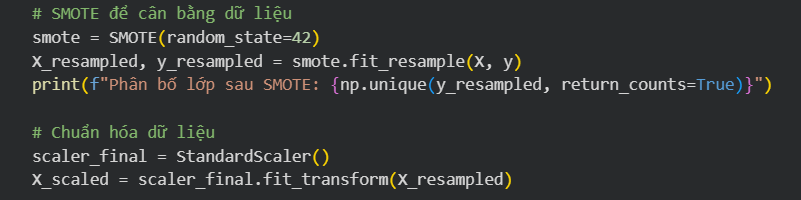 # SMOTE để cân bằng dữ liệu
smote = SMOTE(random_state=42)
X_resampled, y_resampled = smote.fit_resample(X, y)
print(f"Phân bố lớp sau SMOTE: {np.unique(y_resampled, return_counts=True)}")
# Chuẩn hóa dữ liệu
scaler_final = StandardScaler()
X_scaled = scaler_final.fit_transform(X_resampled)